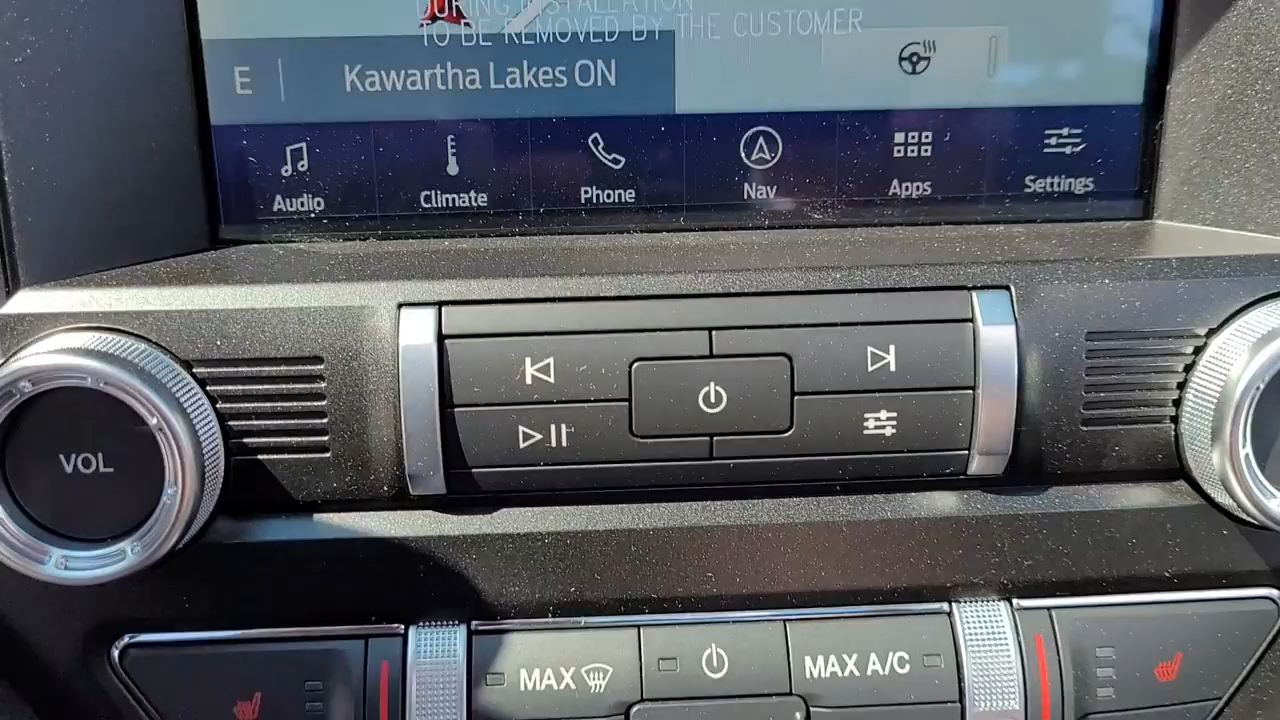 DURING INSTALLATION
TO BE REMOVED BY THE CUSTOMER
E
Kawartha Lakes ON
Audio
Climate
Phone
Nav
Apps
Settings
VOL
MAX
MAX A/C